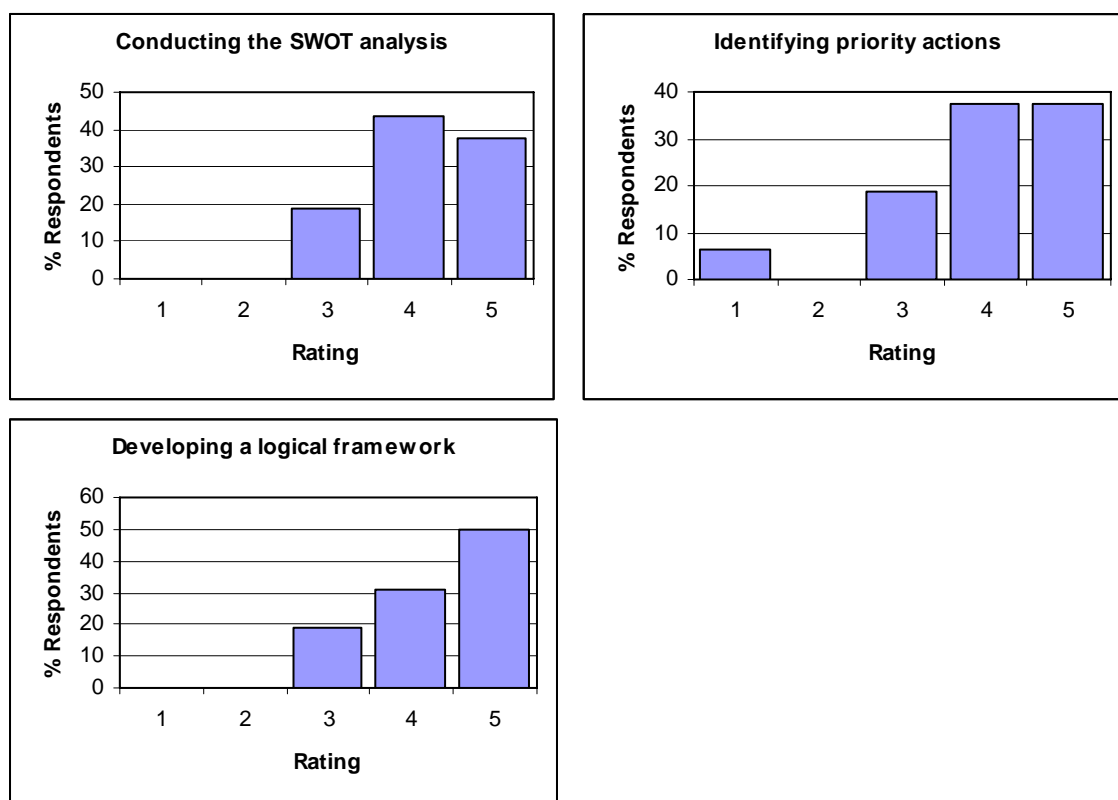 Conducting the SWOT analysis
% Respondents
50
40
30
20
10
0
1 2 3 4 5
Rating
Identifying priority actions
% Respondents
40
30
20
10
0
1 2 3 4 5
Rating
Developing a logical framework
% Respondents
60
50
40
30
20
10
0
1 2 3 4 5
Rating